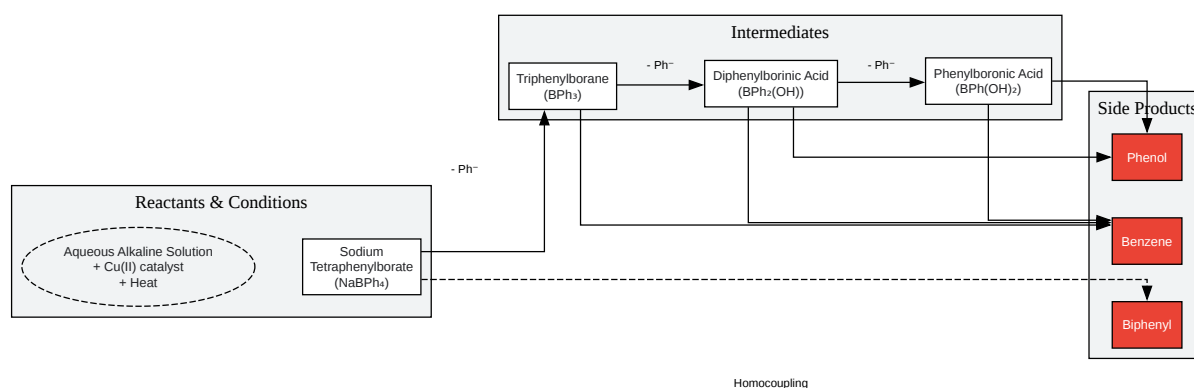 Intermediates
- Ph⁻
- Ph⁻
Triphenylborane
(BPh₃)
Diphenylborinic Acid
(BPh₂(OH))
Phenylboronic Acid
(BPh(OH)₂)
Side Products
Phenol
- Ph⁻
Reactants & Conditions
Aqueous Alkaline Solution
+ Cu(II) catalyst
+ Heat
Sodium
Tetraphenylborate
(NaBPh₄)
Benzene
Biphenyl
Homocoupling